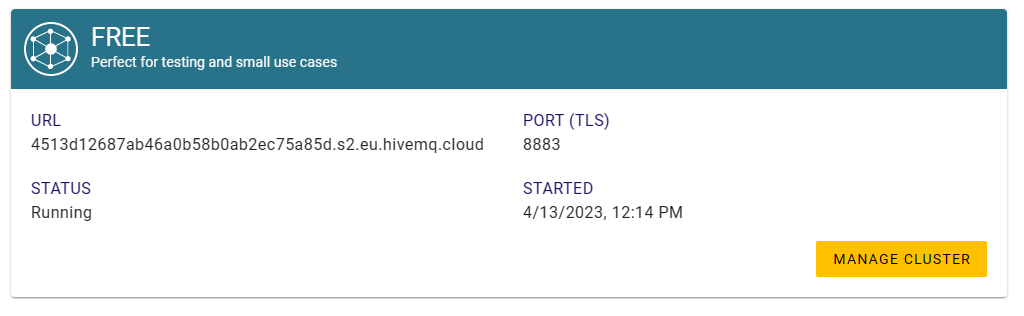 FREE
Perfect for testing and small use cases
URL
4513d12687ab46a0b58b0ab2ec75a85d.s2.eu.hivemq.cloud
PORT (TLS)
8883
STATUS
Running
STARTED
4/13/2023, 12:14 PM
MANAGE CLUSTER